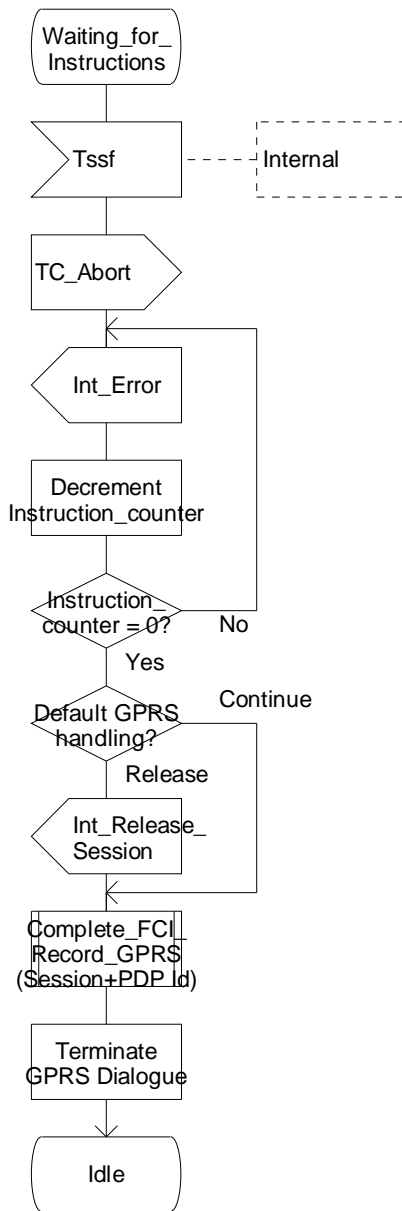 Waiting_for_
Instructions
Tssf
Internal
TC_Abort
Int_Error
Decrement
Instruction_counter
Instruction_
counter = 0?
No
Yes
Default GPRS
handling?
Continue
Release
Int_Release_
Session
Complete_FCI_
Record_GPRS
(Session+PDP Id)
Terminate
GPRS Dialogue
Idle